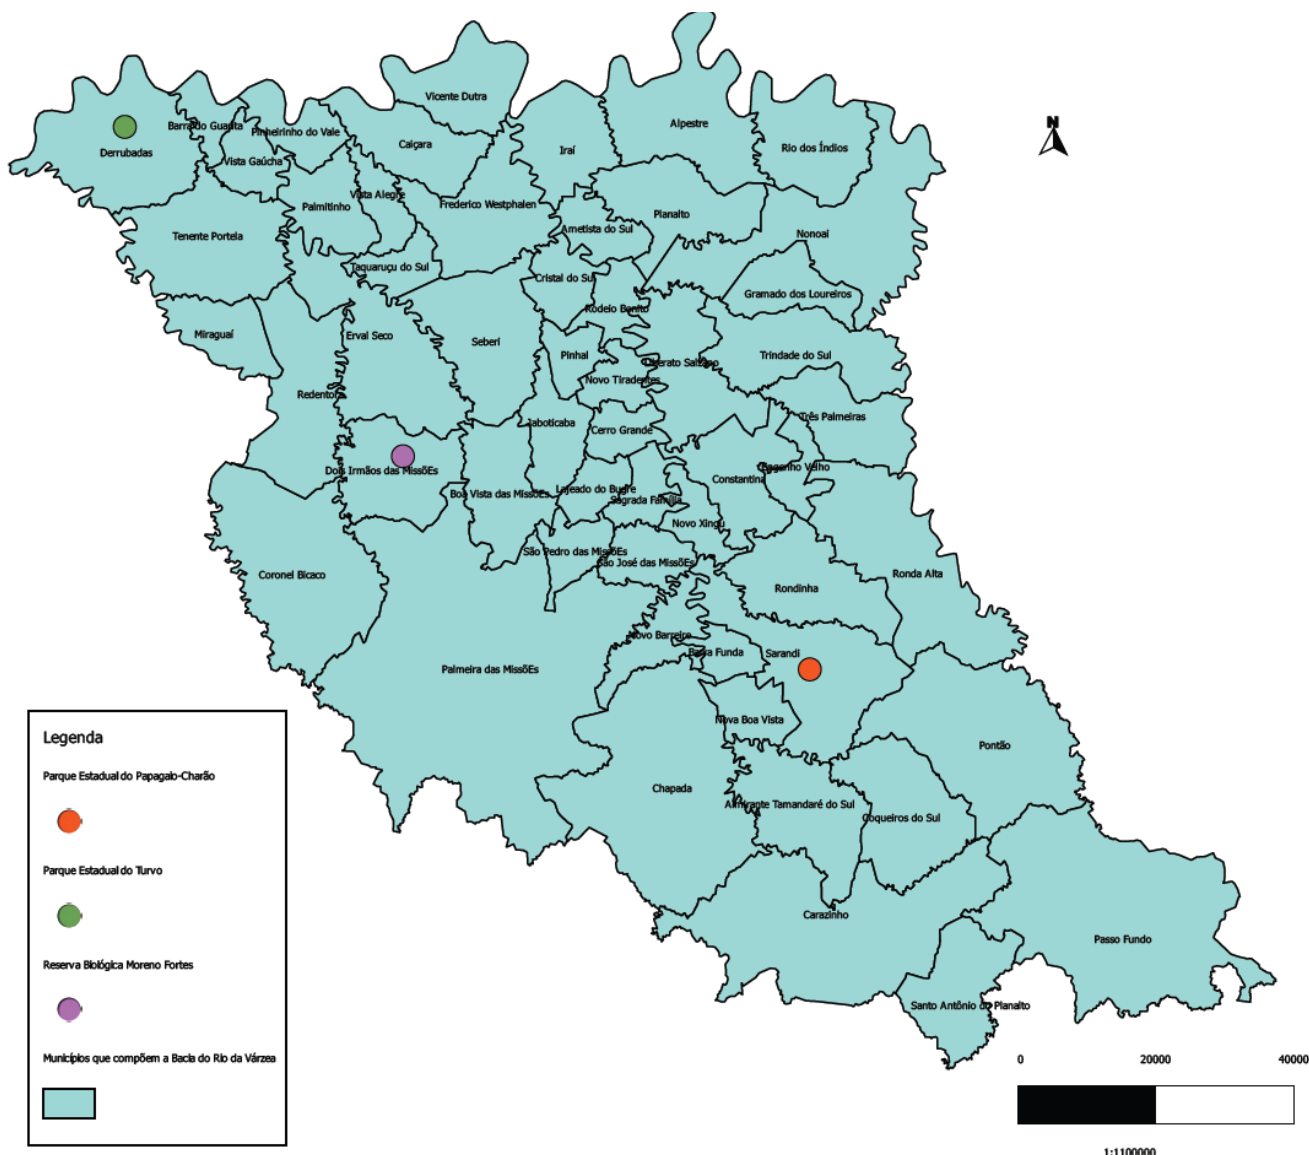 Vicente Dutra
N
Alpestre
Barra do Guarita
Pinheirinho do Vale
Caiçara
Iraí
Rio dos Índios
Derrubadas
Vista Gaúcha
Vista Alegre
Palmitinho
Frederico Westphalen
Planalto
Ametista do Sul
Tenente Portela
Nonoai
Taquaruçu do Sul
Cristal do Sul
Gramado dos Loureiros
Rodeio Bonito
Miraguaí
Erval Seco
Seberi
Pinhal
Liberato Salzano
Trindade do Sul
Novo Tiradentes
Redentora
Três Palmeiras
Jaboticaba
Cerro Grande
Dois Irmãos das MissõEs
Engenho Velho
Constantina
Boa Vista das MissõEs
Lajeado do Bugre
Sagrada Família
Novo Xingu
São Pedro das MissõEs
São José das MissõEs
Coronel Bicaco
Ronda Alta
Rondinha
Novo Barreiro
Barra Funda
Sarandi
Palmeira das MissõEs
Nova Boa Vista
Pontão
Chapada
Almirante Tamandaré do Sul
Coqueiros do Sul
Carazinho
Passo Fundo
Santo Antônio do Planalto
Legenda
Parque Estadual do Papagaio-Charão
Parque Estadual do Turvo
Reserva Biológica Moreno Fortes
Municípios que compõem a Bacia do Rio da Várzea
0 20000 40000
1:1100000